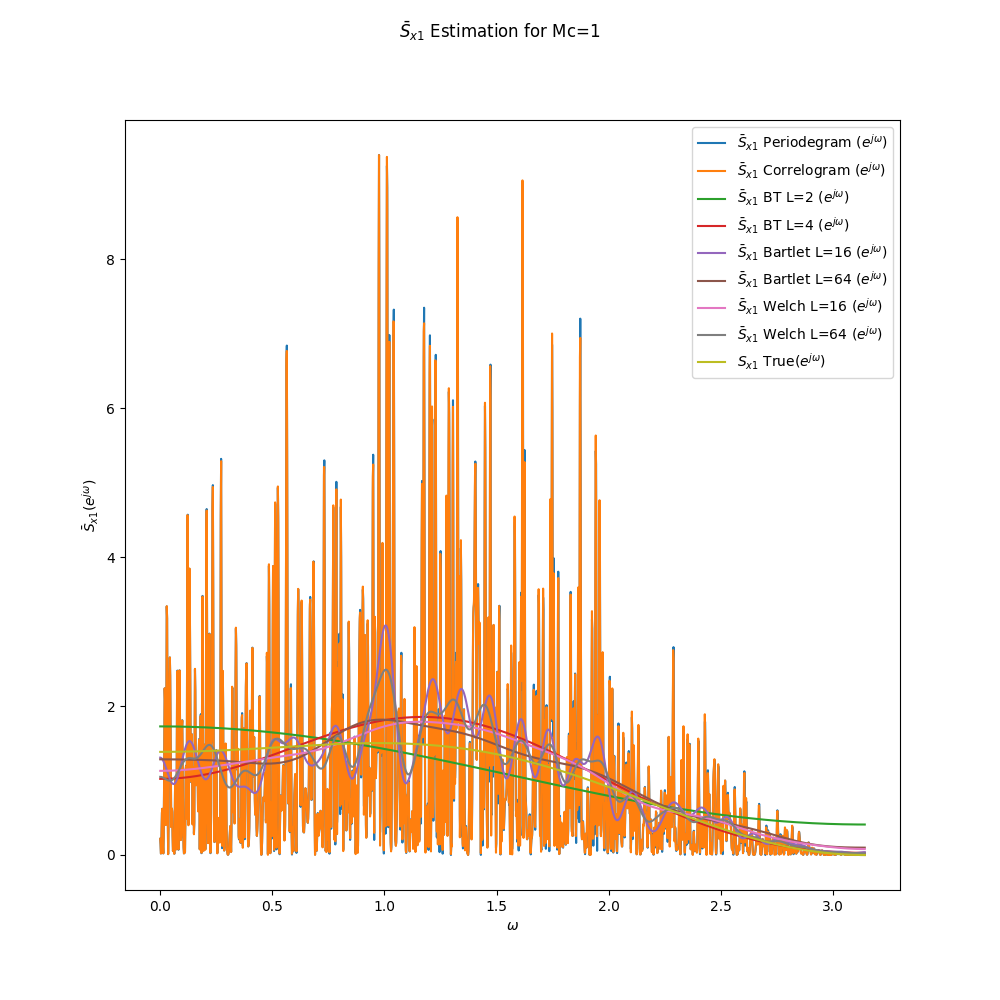 S̄ₓ₁ Estimation for Mc=1
S̄ₓ₁ Periodegram (e^{jω})
S̄ₓ₁ Correlogram (e^{jω})
S̄ₓ₁ BT L=2 (e^{jω})
S̄ₓ₁ BT L=4 (e^{jω})
S̄ₓ₁ Bartlet L=16 (e^{jω})
S̄ₓ₁ Bartlet L=64 (e^{jω})
S̄ₓ₁ Welch L=16 (e^{jω})
S̄ₓ₁ Welch L=64 (e^{jω})
Sₓ₁ True(e^{jω})
S̄ₓ₁(e^{jω})
8
6
4
2
0
0.0 0.5 1.0 1.5 2.0 2.5 3.0
ω